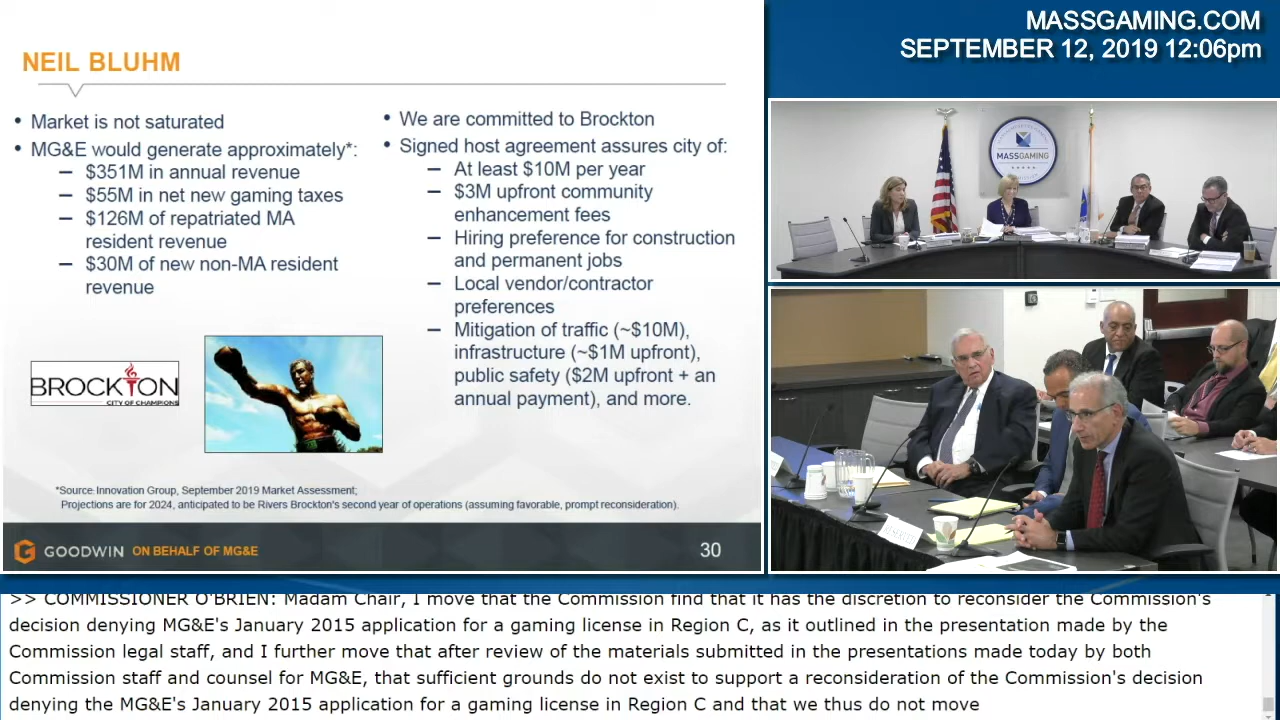 MASSGAMING.COM
SEPTEMBER 12, 2019 12:06pm
NEIL BLUHM
• Market is not saturated
• MG&E would generate approximately*:
– $351M in annual revenue
– $55M in net new gaming taxes
– $126M of repatriated MA
resident revenue
– $30M of new non-MA resident
revenue
• We are committed to Brockton
• Signed host agreement assures city of:
– At least $10M per year
– $3M upfront community
enhancement fees
– Hiring preference for construction
and permanent jobs
– Local vendor/contractor
preferences
– Mitigation of traffic (~$10M),
infrastructure (~$1M upfront),
public safety ($2M upfront + an
annual payment), and more.
BROCKTON
CITY OF CHAMPIONS
*Source: Innovation Group, September 2019 Market Assessment;
Projections are for 2024, anticipated to be Rivers Brockton's second year of operations (assuming favorable, prompt reconsideration).
GOODWIN ON BEHALF OF MG&E
30
MASSGAMING
>> COMMISSIONER O'BRIEN: Madam Chair, I move that the Commission find that it has the discretion to reconsider the Commission's
decision denying MG&E's January 2015 application for a gaming license in Region C, as it outlined in the presentation made by the
Commission legal staff, and I further move that after review of the materials submitted in the presentations made today by both
Commission staff and counsel for MG&E, that sufficient grounds do not exist to support a reconsideration of the Commission's decision
denying the MG&E's January 2015 application for a gaming license in Region C and that we thus do not move